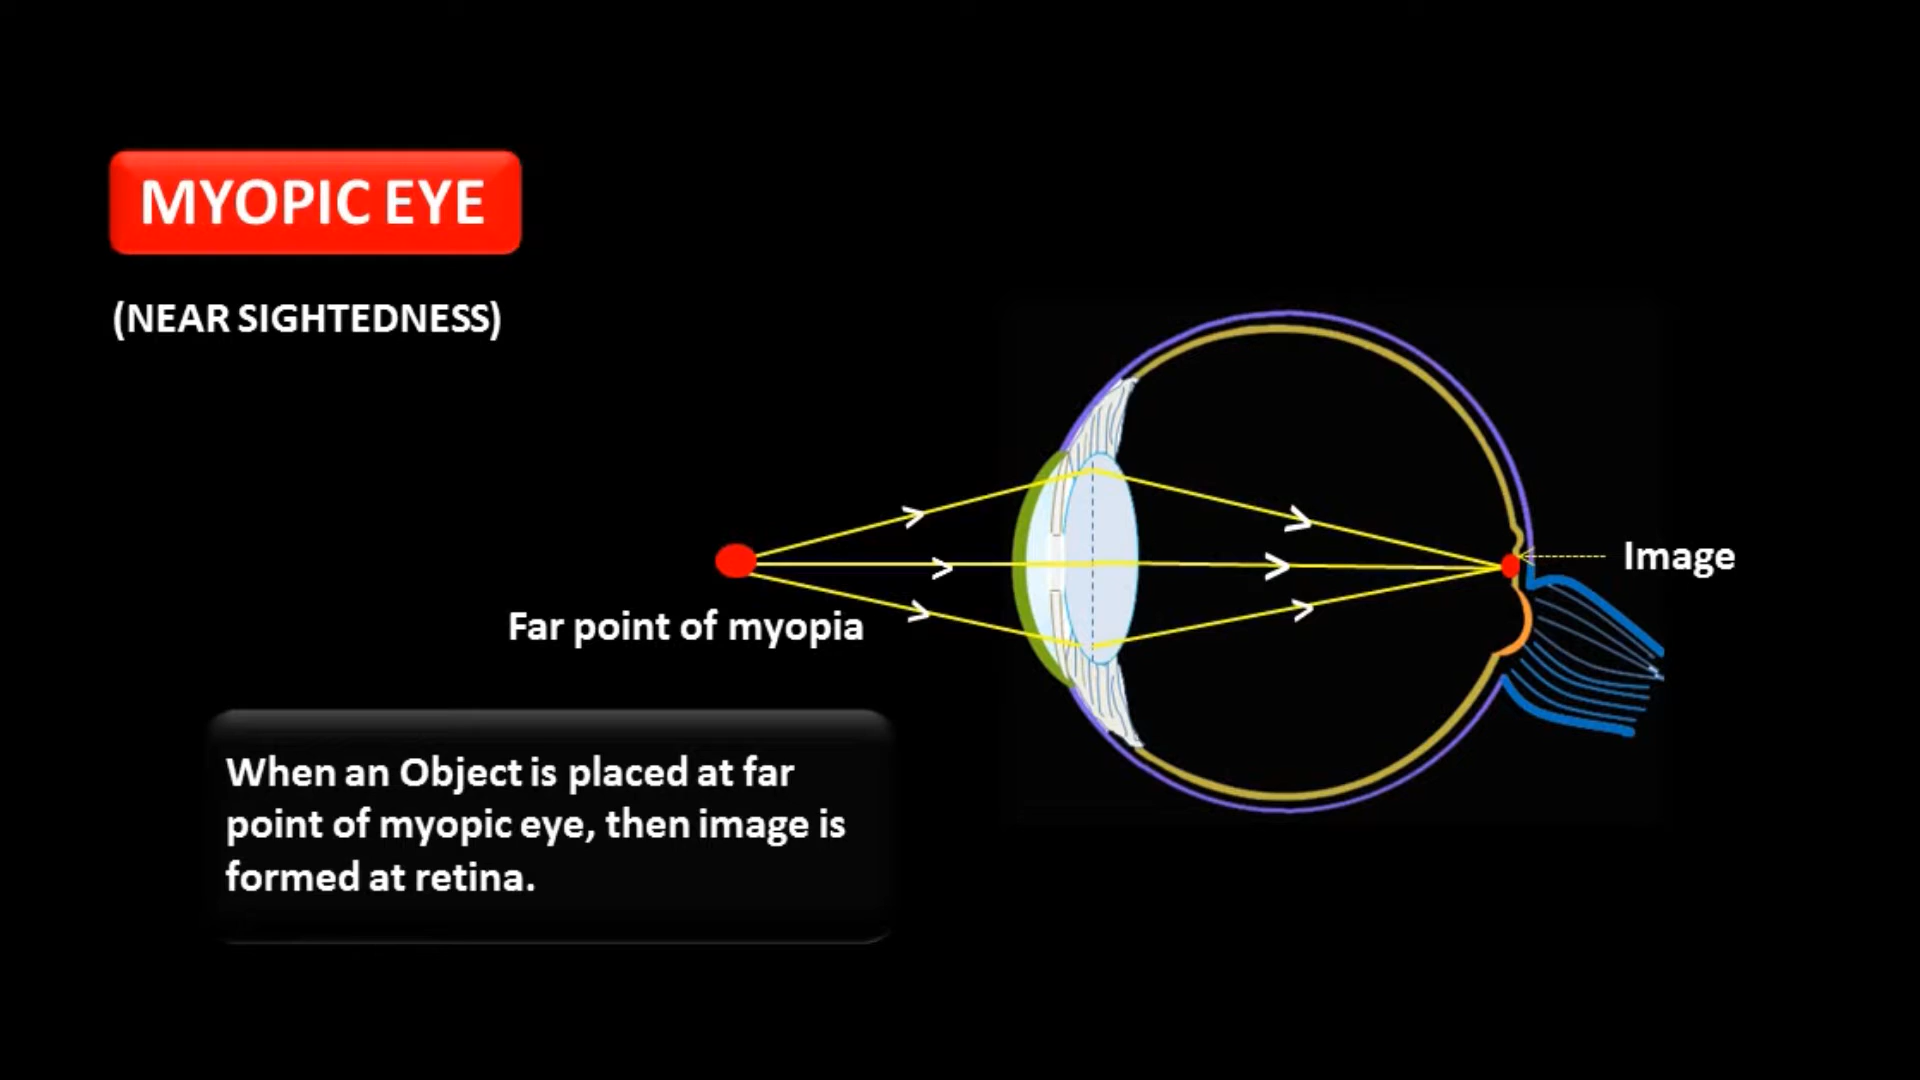 MYOPIC EYE
(NEAR SIGHTEDNESS)
Image
Far point of myopia
When an Object is placed at far
point of myopic eye, then image is
formed at retina.